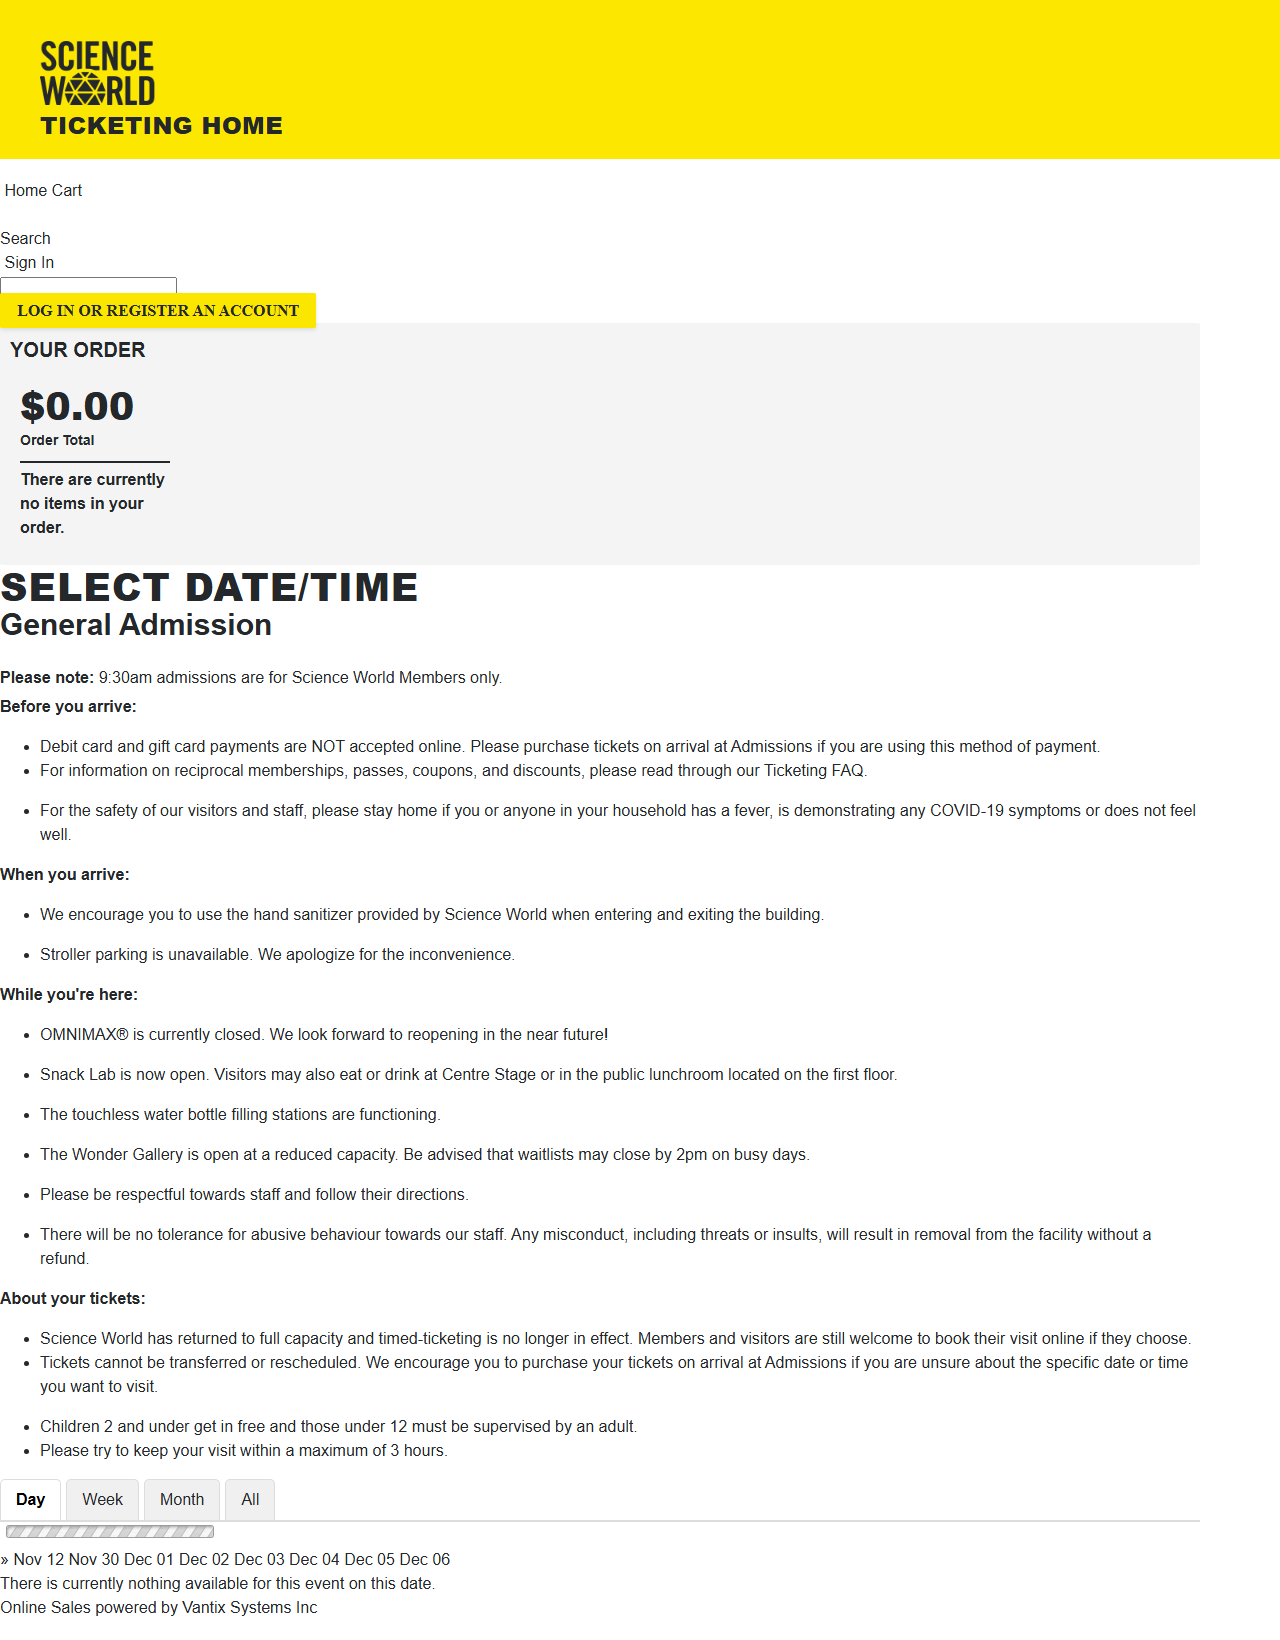 SCIENCE
WORLD
TICKETING HOME
Home Cart
Search
Sign In
LOG IN OR REGISTER AN ACCOUNT
YOUR ORDER
$0.00
Order Total
There are currently
no items in your
order.
SELECT DATE/TIME
General Admission
Please note: 9:30am admissions are for Science World Members only.
Before you arrive:
• Debit card and gift card payments are NOT accepted online. Please purchase tickets on arrival at Admissions if you are using this method of payment.
• For information on reciprocal memberships, passes, coupons, and discounts, please read through our Ticketing FAQ.
• For the safety of our visitors and staff, please stay home if you or anyone in your household has a fever, is demonstrating any COVID-19 symptoms or does not feel
well.
When you arrive:
• We encourage you to use the hand sanitizer provided by Science World when entering and exiting the building.
• Stroller parking is unavailable. We apologize for the inconvenience.
While you're here:
• OMNIMAX® is currently closed. We look forward to reopening in the near future!
• Snack Lab is now open. Visitors may also eat or drink at Centre Stage or in the public lunchroom located on the first floor.
• The touchless water bottle filling stations are functioning.
• The Wonder Gallery is open at a reduced capacity. Be advised that waitlists may close by 2pm on busy days.
• Please be respectful towards staff and follow their directions.
• There will be no tolerance for abusive behaviour towards our staff. Any misconduct, including threats or insults, will result in removal from the facility without a
refund.
About your tickets:
• Science World has returned to full capacity and timed-ticketing is no longer in effect. Members and visitors are still welcome to book their visit online if they choose.
• Tickets cannot be transferred or rescheduled. We encourage you to purchase your tickets on arrival at Admissions if you are unsure about the specific date or time
you want to visit.
• Children 2 and under get in free and those under 12 must be supervised by an adult.
• Please try to keep your visit within a maximum of 3 hours.
Day Week Month All
» Nov 12 Nov 30 Dec 01 Dec 02 Dec 03 Dec 04 Dec 05 Dec 06
There is currently nothing available for this event on this date.
Online Sales powered by Vantix Systems Inc